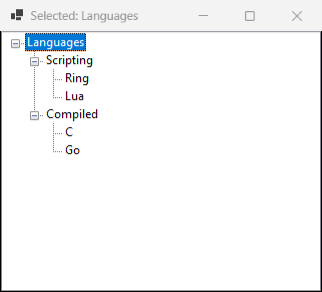 Selected: Languages
Languages
Scripting
Ring
Lua
Compiled
C
Go